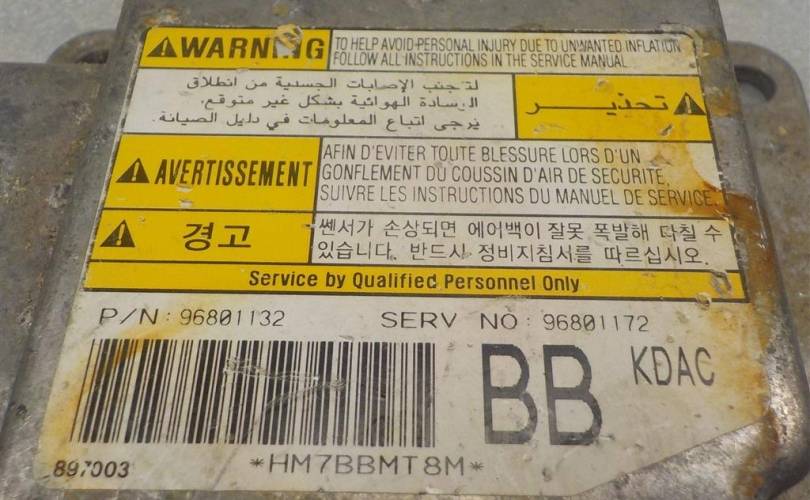 WARNING
TO HELP AVOID PERSONAL INJURY DUE TO UNWANTED INFLATION
FOLLOW ALL INSTRUCTIONS IN THE SERVICE MANUAL
تحذير
لتجنب الإصابات الجسدية من انطلاق
الوسادة الهوائية بشكل غير متوقع،
يرجى اتباع المعلومات في دليل الصيانة.
AVERTISSEMENT
AFIN D'EVITER TOUTE BLESSURE LORS D'UN
GONFLEMENT DU COUSSIN D'AIR DE SECURITE,
SUIVRE LES INSTRUCTIONS DU MANUEL DE SERVICE.
경고
쎈서가 손상되면 에어백이 잘못 폭발해 다칠 수
있습니다. 반드시 정비지침서를 따르십시오.
Service by Qualified Personnel Only
P/N: 96801132 SERV NO: 96801172
BB KDAC
*HM7BBMT8M*
897003